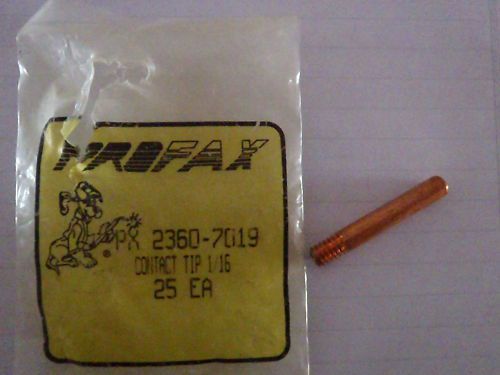 PROFAX
PX 2360-7019
CONTACT TIP 1/16
25 EA